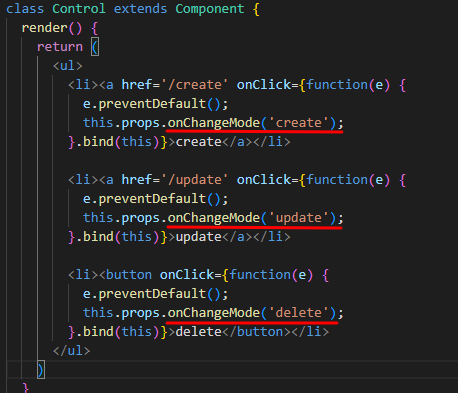 class Control extends Component {
render() {
return (
<ul>
<li><a href='/create' onClick={function(e) {
e.preventDefault();
this.props.onChangeMode('create');
}.bind(this)}>create</a></li>
<li><a href='/update' onClick={function(e) {
e.preventDefault();
this.props.onChangeMode('update');
}.bind(this)}>update</a></li>
<li><button onClick={function(e) {
e.preventDefault();
this.props.onChangeMode('delete');
}.bind(this)}>delete</button></li>
</ul>
)
}